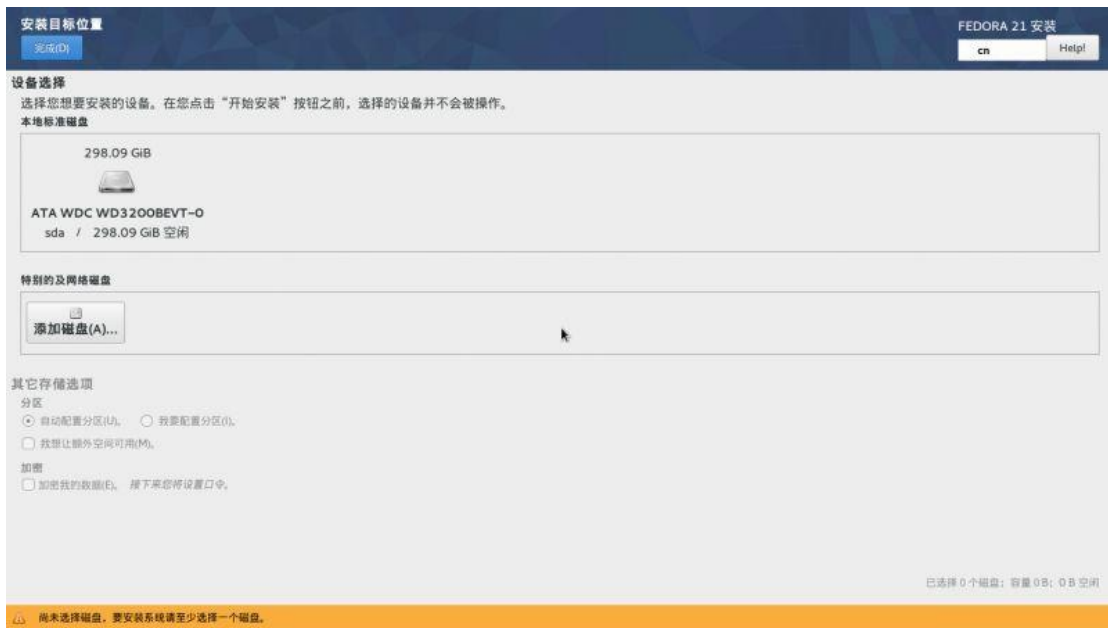 安装目标位置
FEDORA 21 安装
完成(D)
cn
Help!
设备选择
选择您想要安装的设备。在您点击“开始安装”按钮之前，选择的设备并不会被操作。
本地标准磁盘
298.09 GiB
ATA WDC WD3200BEVT-0
sda / 298.09 GiB 空闲
特别的及网络磁盘
添加磁盘(A)...
其它存储选项
分区
自动配置分区(U)。 我要配置分区(I)。
我想让额外空间可用(M)。
加密
加密我的数据(E)。 接下来您将设置口令。
已选择 0 个磁盘；容量 0 B；0 B 空闲
尚未选择磁盘，要安装系统请至少选择一个磁盘。